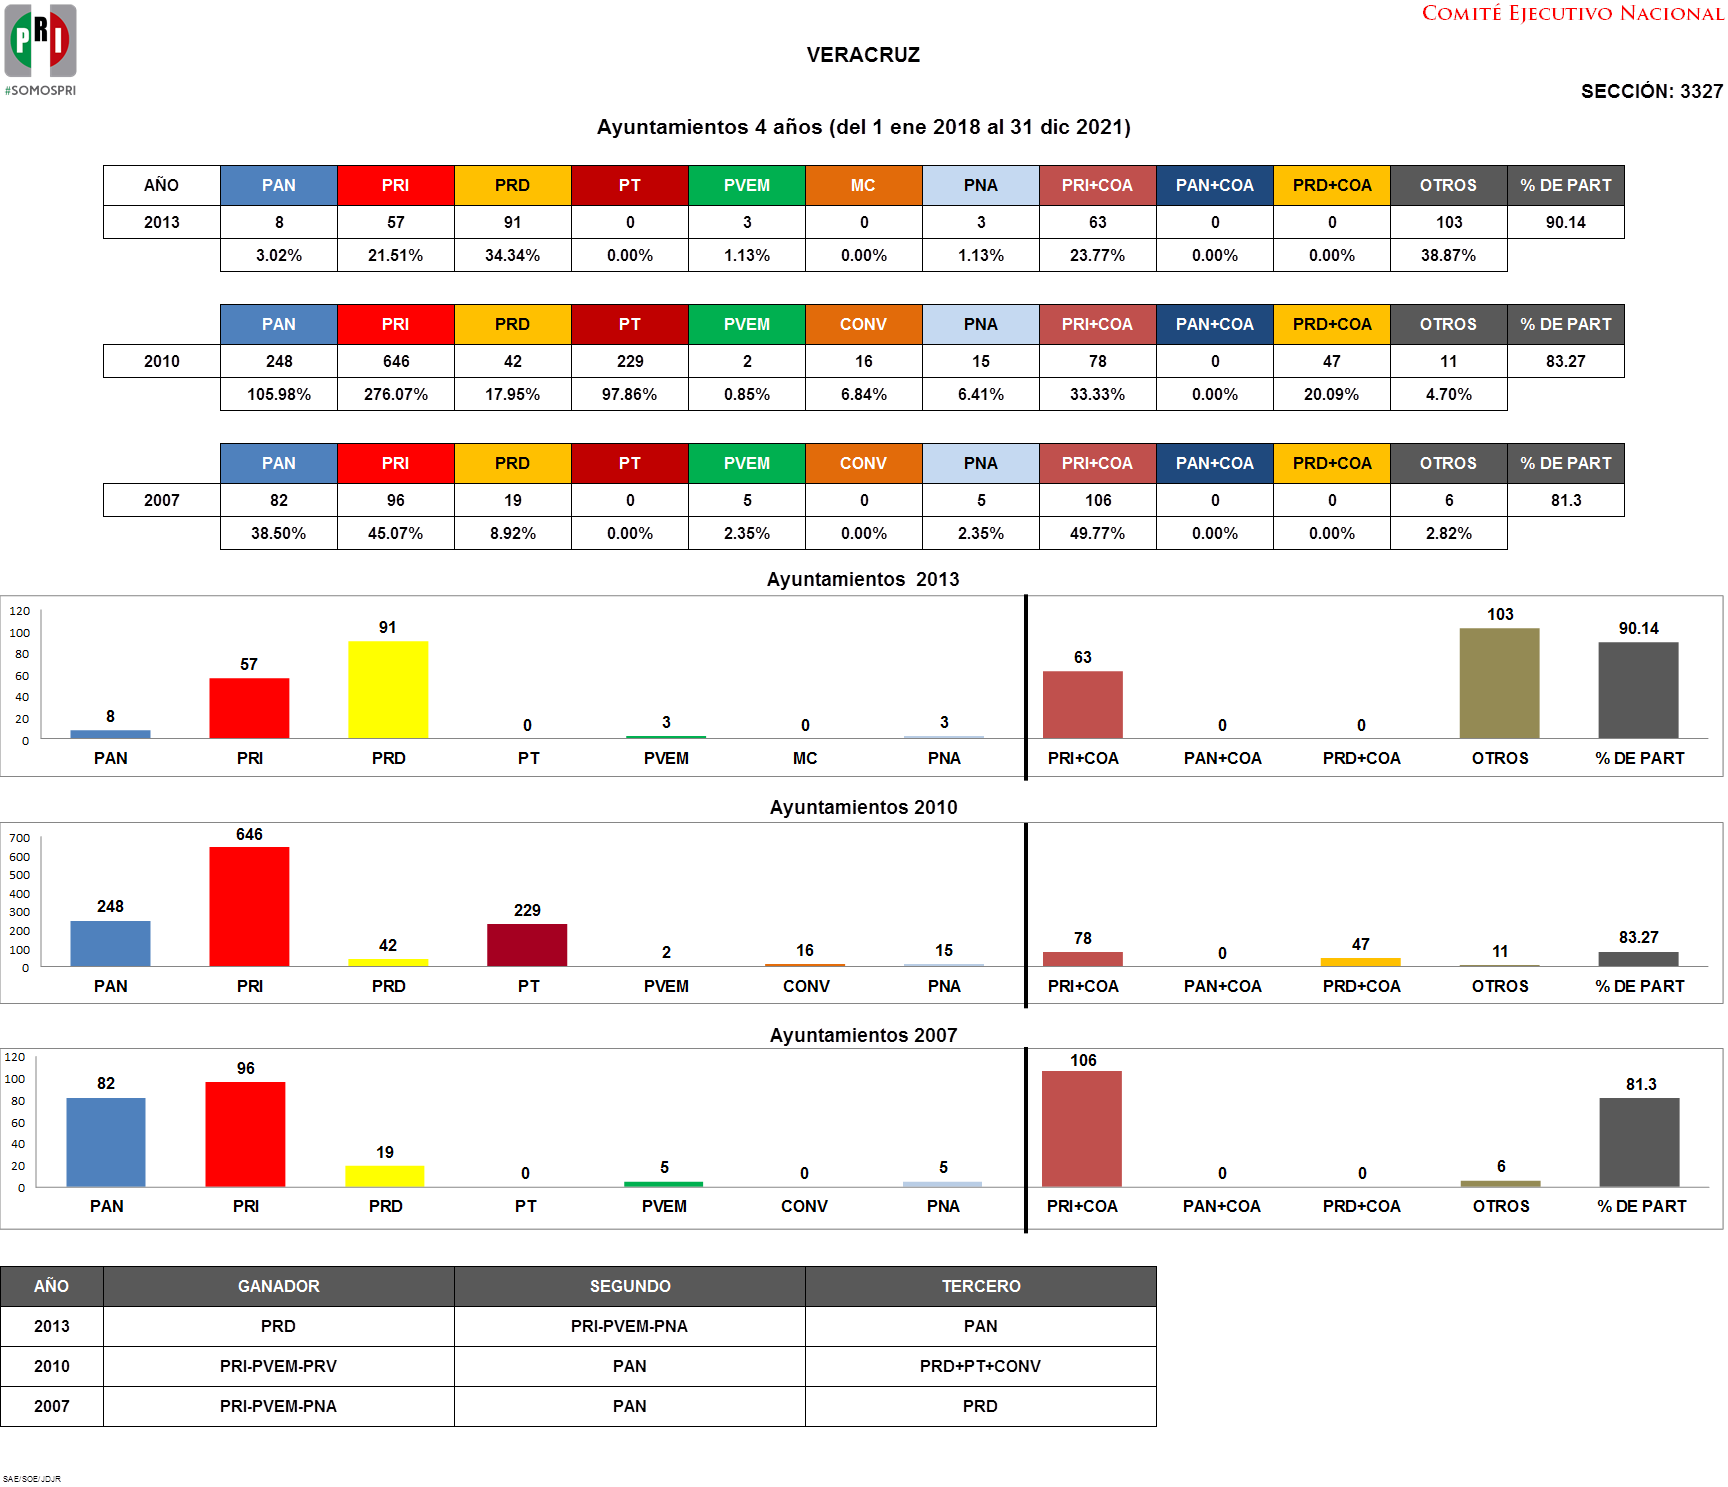 PRI
#SOMOSPRI
COMITÉ EJECUTIVO NACIONAL
VERACRUZ
SECCIÓN: 3327
Ayuntamientos 4 años (del 1 ene 2018 al 31 dic 2021)
AÑO PAN PRI PRD PT PVEM MC PNA PRI+COA PAN+COA PRD+COA OTROS % DE PART
2013 8 57 91 0 3 0 3 63 0 0 103 90.14
3.02% 21.51% 34.34% 0.00% 1.13% 0.00% 1.13% 23.77% 0.00% 0.00% 38.87%
PAN PRI PRD PT PVEM CONV PNA PRI+COA PAN+COA PRD+COA OTROS % DE PART
2010 248 646 42 229 2 16 15 78 0 47 11 83.27
105.98% 276.07% 17.95% 97.86% 0.85% 6.84% 6.41% 33.33% 0.00% 20.09% 4.70%
PAN PRI PRD PT PVEM CONV PNA PRI+COA PAN+COA PRD+COA OTROS % DE PART
2007 82 96 19 0 5 0 5 106 0 0 6 81.3
38.50% 45.07% 8.92% 0.00% 2.35% 0.00% 2.35% 49.77% 0.00% 0.00% 2.82%
Ayuntamientos 2013
120
100
80
60
40
20
0
8 57 91 0 3 0 3 63 0 0 103 90.14
PAN PRI PRD PT PVEM MC PNA PRI+COA PAN+COA PRD+COA OTROS % DE PART
Ayuntamientos 2010
700
600
500
400
300
200
100
0
248 646 42 229 2 16 15 78 0 47 11 83.27
PAN PRI PRD PT PVEM CONV PNA PRI+COA PAN+COA PRD+COA OTROS % DE PART
Ayuntamientos 2007
120
100
80
60
40
20
0
82 96 19 0 5 0 5 106 0 0 6 81.3
PAN PRI PRD PT PVEM CONV PNA PRI+COA PAN+COA PRD+COA OTROS % DE PART
AÑO GANADOR SEGUNDO TERCERO
2013 PRD PRI-PVEM-PNA PAN
2010 PRI-PVEM-PRV PAN PRD+PT+CONV
2007 PRI-PVEM-PNA PAN PRD
SAE/SOE/JDJR